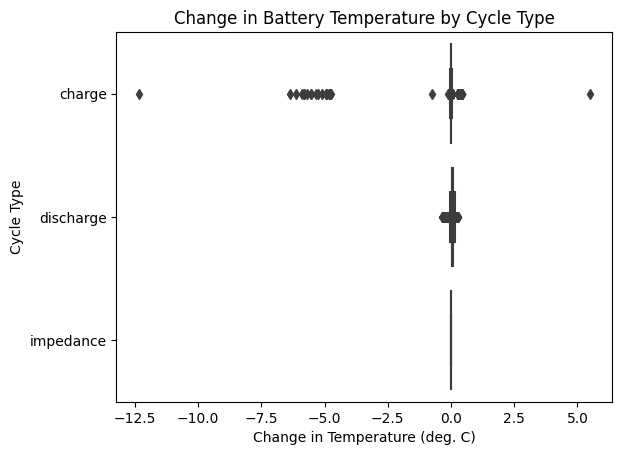 Change in Battery Temperature by Cycle Type
charge
discharge
impedance
Cycle Type
−12.5 −10.0 −7.5 −5.0 −2.5 0.0 2.5 5.0
Change in Temperature (deg. C)